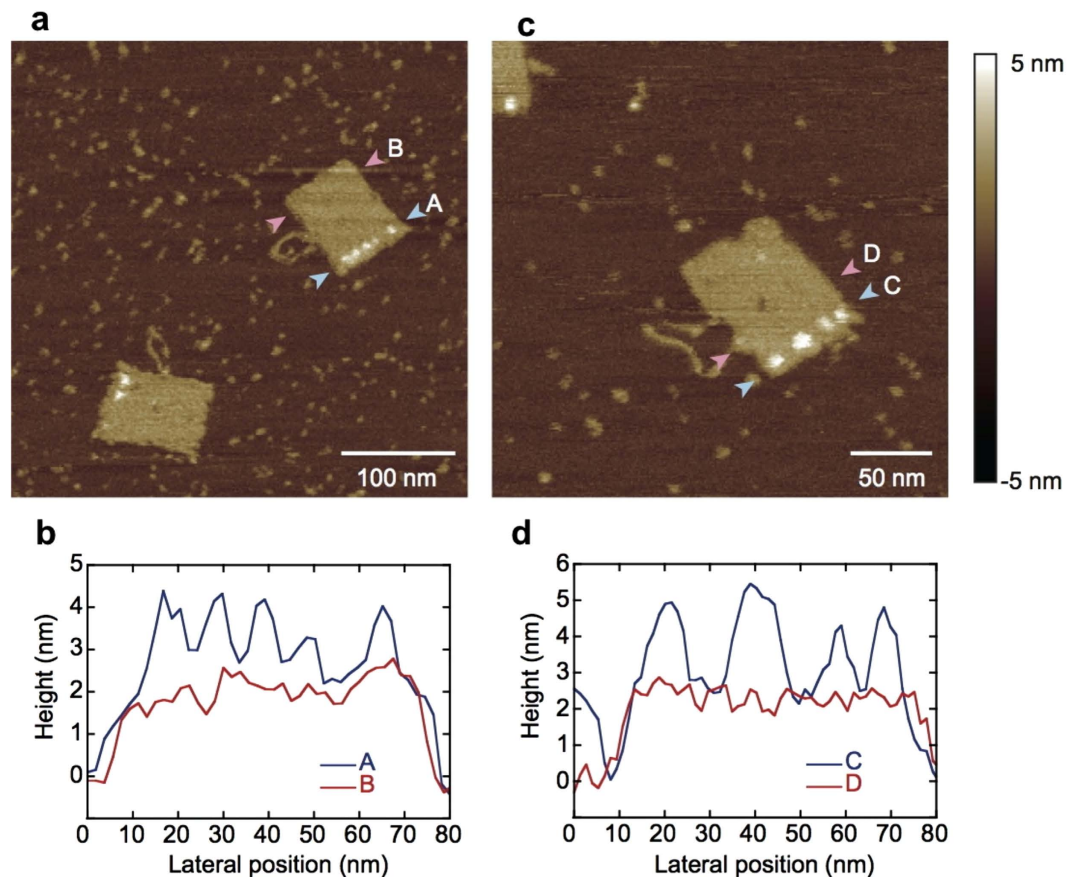 a
B
A
100 nm
c
D
C
50 nm
5 nm
-5 nm
b
Height (nm)
5
4
3
2
1
0
A
B
0 10 20 30 40 50 60 70 80
Lateral position (nm)
d
Height (nm)
6
5
4
3
2
1
0
C
D
0 10 20 30 40 50 60 70 80
Lateral position (nm)